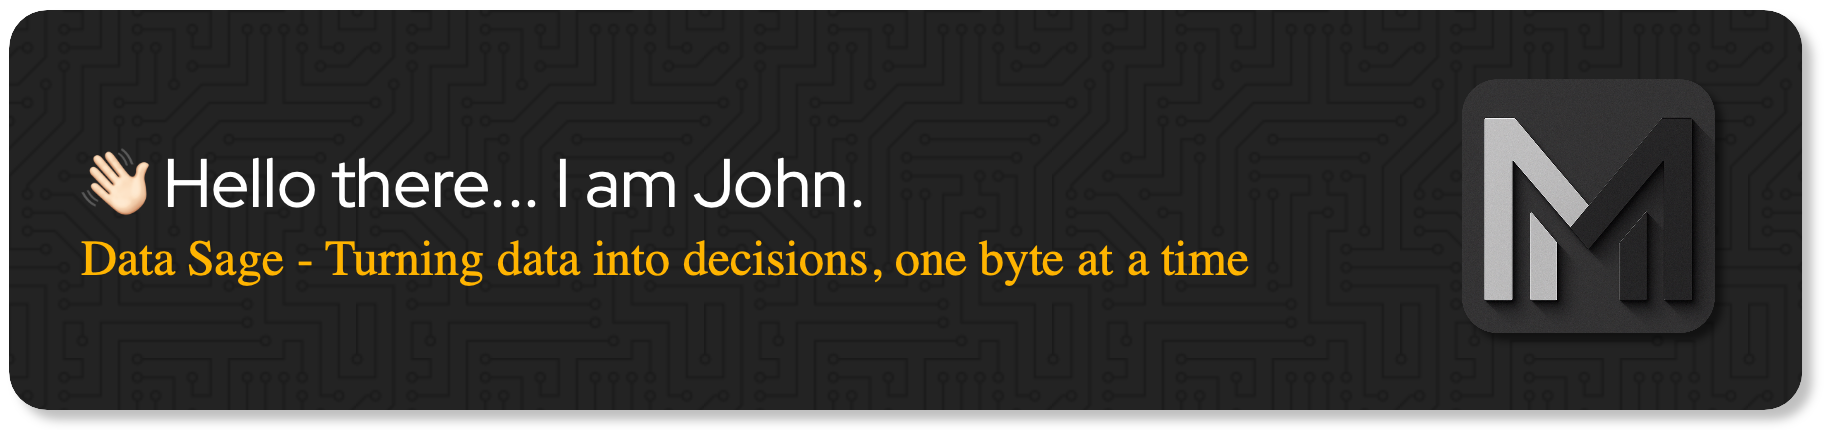 👋🏻 Hello there... I am John.
Data Sage - Turning data into decisions, one byte at a time
M